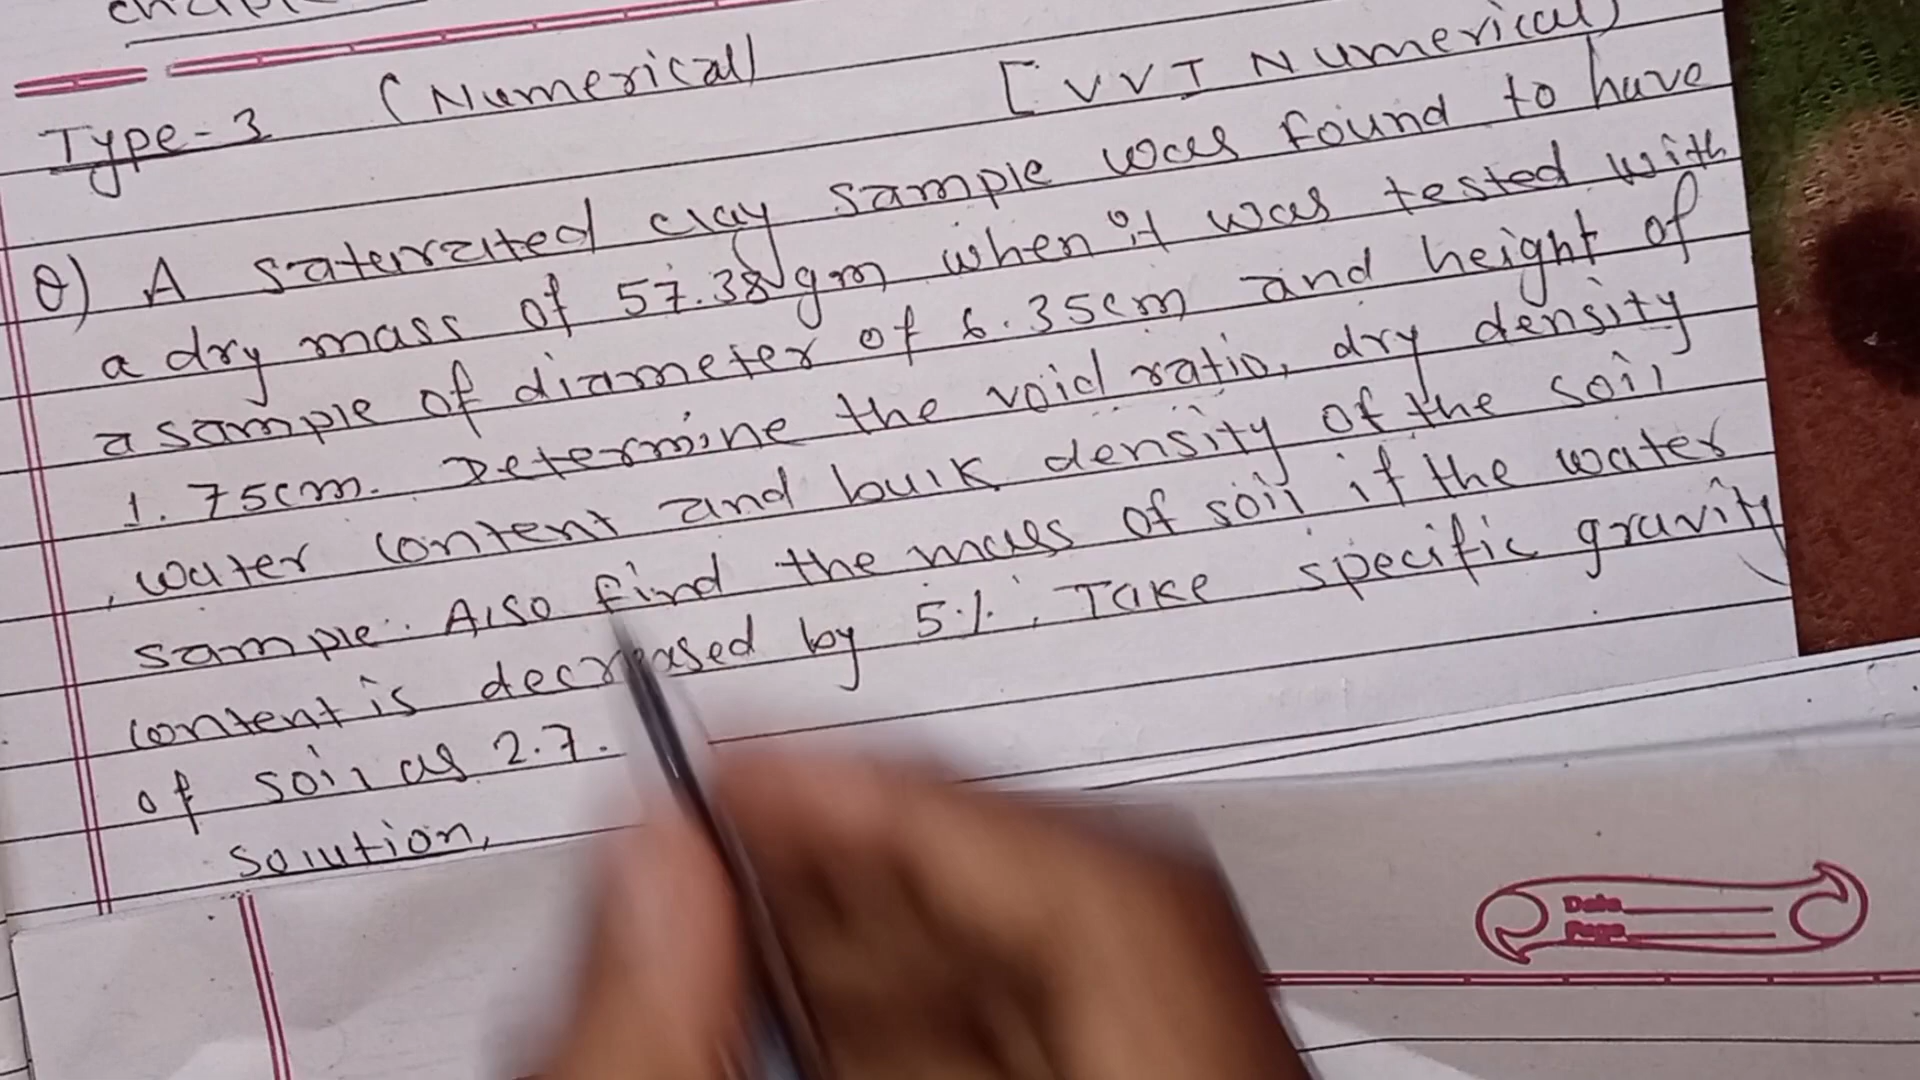 Type-3 (Numerical) [VVI Numerical)
Q) A saturated clay sample was found to have
a dry mass of 57.38 gm when it was tested with
a sample of diameter of 6.35cm and height of
1.75cm. Determine the void ratio, dry density
, water content and bulk density of the soil
sample. Also find the mass of soil if the water
content is decreased by 5%. Take specific gravity
of soil as 2.7.
Solution,
Date
Page